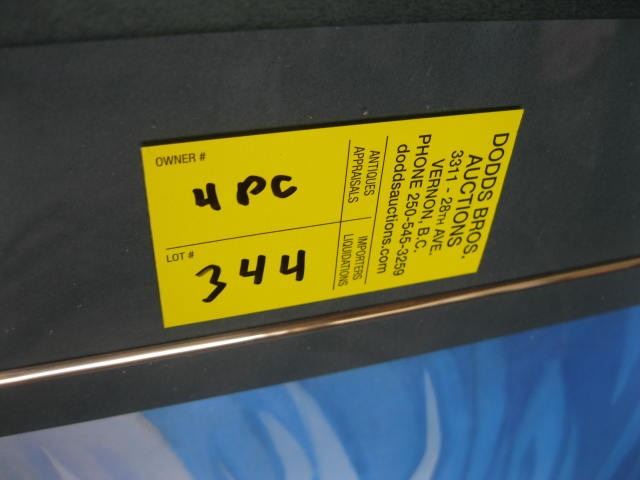 OWNER #
4 PC
LOT #
344
ANTIQUES
APPRAISALS
IMPORTERS
LIQUIDATIONS
DODDS BROS.
AUCTIONS
3311 - 28TH AVE.
VERNON, B.C.
PHONE 250-545-3259
doddsauctions.com